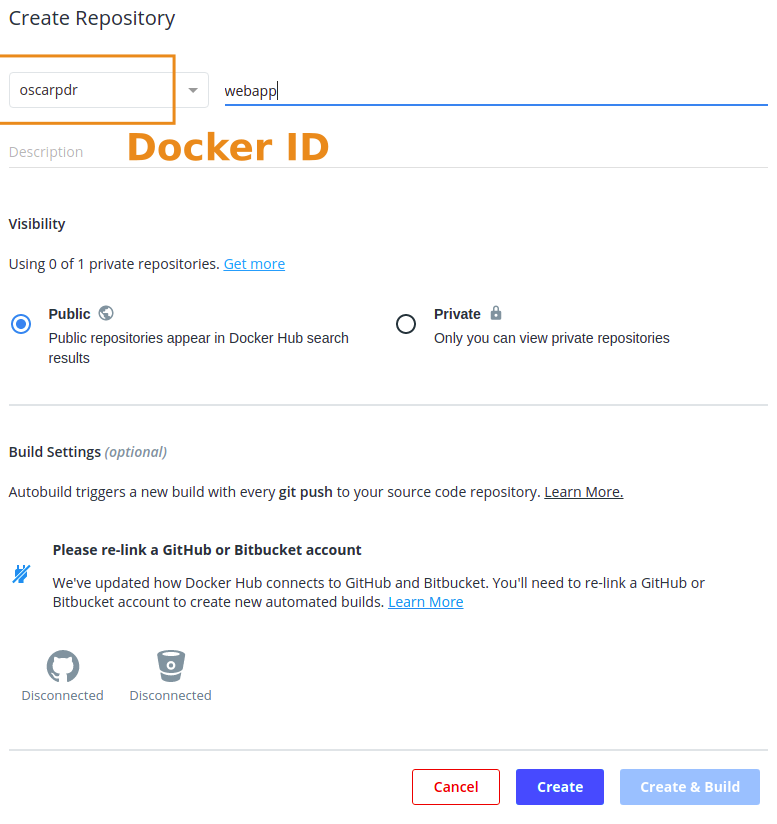 Create Repository
oscarpdr
webapp
Description
Docker ID
Visibility
Using 0 of 1 private repositories. Get more
Public
Public repositories appear in Docker Hub search
results
Private
Only you can view private repositories
Build Settings (optional)
Autobuild triggers a new build with every git push to your source code repository. Learn More.
Please re-link a GitHub or Bitbucket account
We've updated how Docker Hub connects to GitHub and Bitbucket. You'll need to re-link a GitHub or
Bitbucket account to create new automated builds. Learn More
Disconnected
Disconnected
Cancel
Create
Create & Build